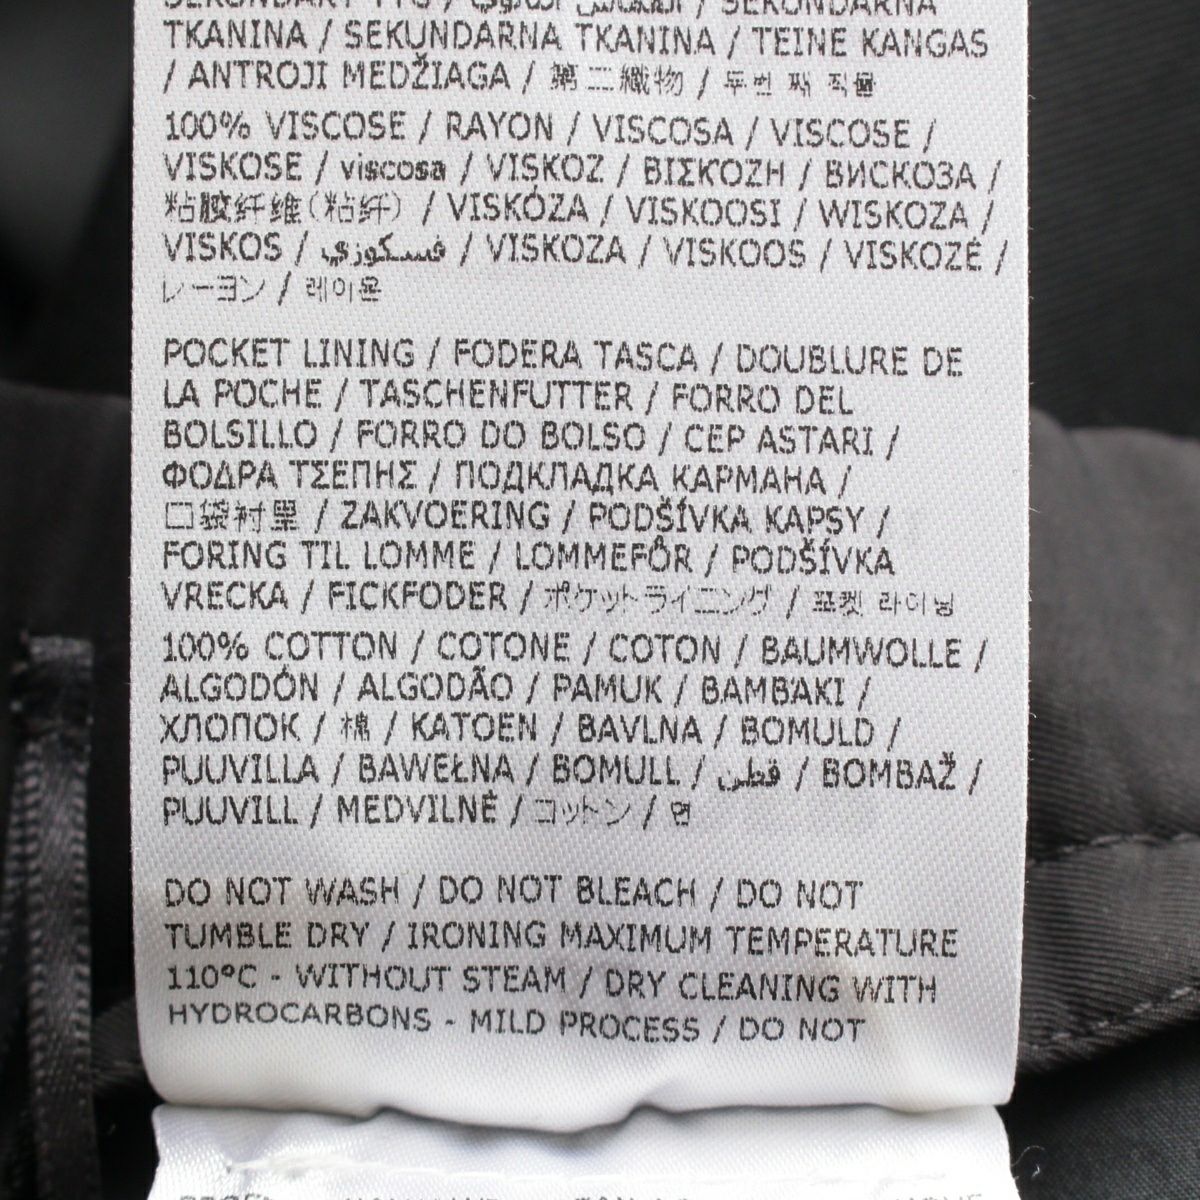 TKANINA / SEKUNDARNA TKANINA / TEINE KANGAS
/ ANTROJI MEDŽIAGA / 第二織物 / 두번 째 직물
100% VISCOSE / RAYON / VISCOSA / VISCOSE /
VISKOSE / viscosa / VISKOZ / ΒΙΣΚΌΖΗ / ВИСКОЗА /
粘胶纤维(粘纤) / VISKÓZA / VISKOOSI / WISKOZA /
VISKOS / فسكوزي / VISKOZA / VISKOOS / VISKOZĖ /
レーヨン / 레이온
POCKET LINING / FODERA TASCA / DOUBLURE DE
LA POCHE / TASCHENFUTTER / FORRO DEL
BOLSILLO / FORRO DO BOLSO / CEP ASTARI /
ΦΟΔΡΑ ΤΣΕΠΗΣ / ПОДКЛАДКА КАРМАНА /
口袋衬里 / ZAKVOERING / PODŠÍVKA KAPSY /
FORING TIL LOMME / LOMMEFÔR / PODŠÍVKA
VRECKA / FICKFODER / ポケットライニング / 포켓 라이닝
100% COTTON / COTONE / COTON / BAUMWOLLE /
ALGODÓN / ALGODÃO / PAMUK / ΒΑΜΒΆΚΙ /
ХЛОПОК / 棉 / KATOEN / BAVLNA / BOMULD /
PUUVILLA / BAWEŁNA / BOMULL / قطن / BOMBAŽ /
PUUVILL / MEDVILNĖ / コットン / 면
DO NOT WASH / DO NOT BLEACH / DO NOT
TUMBLE DRY / IRONING MAXIMUM TEMPERATURE
110°C - WITHOUT STEAM / DRY CLEANING WITH
HYDROCARBONS - MILD PROCESS / DO NOT